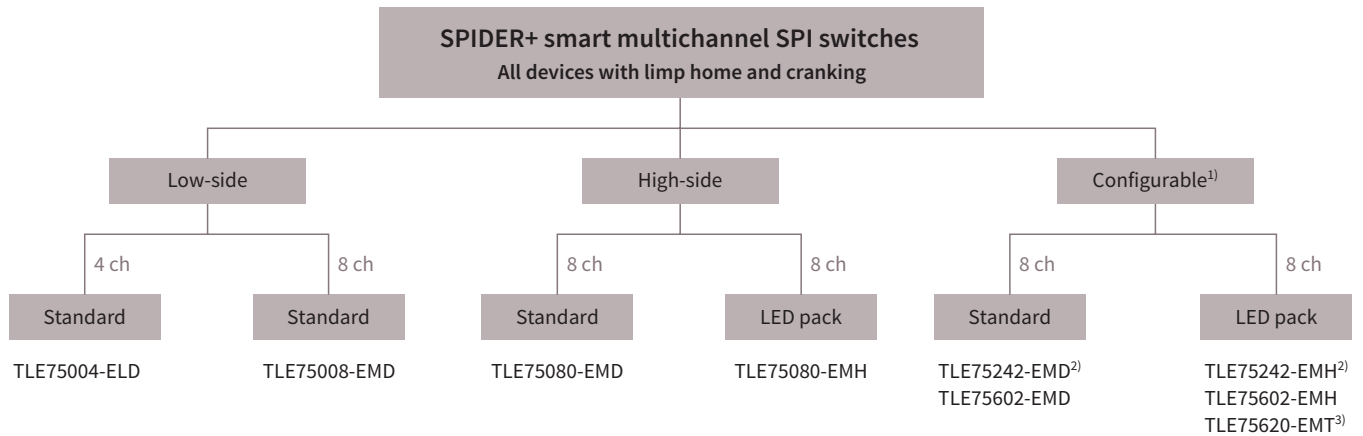 SPIDER+ smart multichannel SPI switches
All devices with limp home and cranking
Low-side
High-side
Configurable¹⁾
4 ch
8 ch
8 ch
8 ch
8 ch
8 ch
Standard
Standard
Standard
LED pack
Standard
LED pack
TLE75004-ELD
TLE75008-EMD
TLE75080-EMD
TLE75080-EMH
TLE75242-EMD²⁾
TLE75602-EMD
TLE75242-EMH²⁾
TLE75602-EMH
TLE75620-EMT³⁾